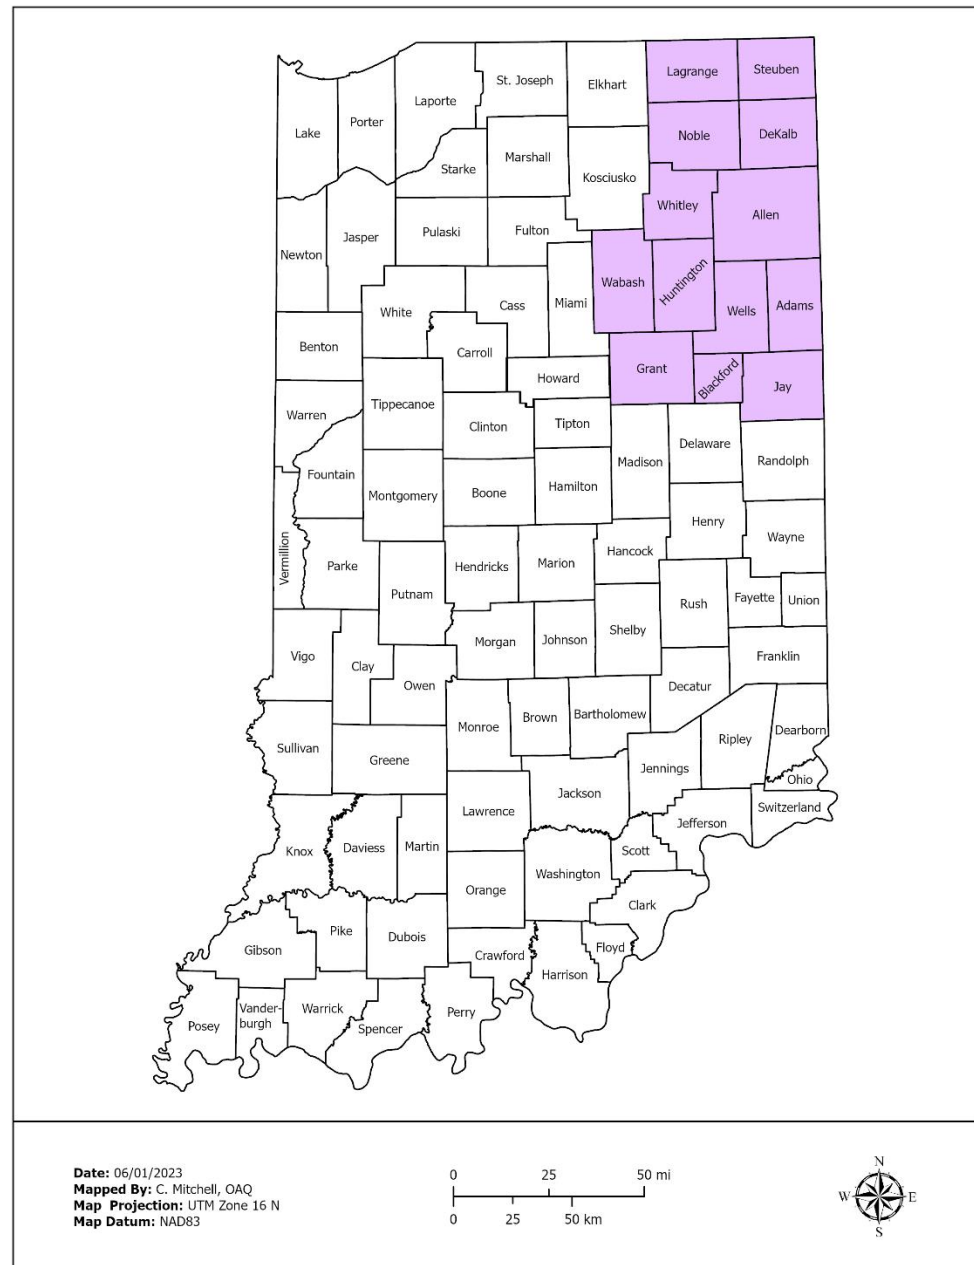 Lagrange
Steuben
St. Joseph
Elkhart
Laporte
Lake
Porter
Noble
DeKalb
Starke
Marshall
Kosciusko
Whitley
Allen
Newton
Jasper
Pulaski
Fulton
Wabash
Huntington
Miami
Cass
White
Wells
Adams
Benton
Carroll
Grant
Blackford
Jay
Howard
Warren
Tippecanoe
Clinton
Tipton
Delaware
Madison
Randolph
Fountain
Montgomery
Boone
Hamilton
Henry
Wayne
Vermillion
Parke
Hendricks
Marion
Hancock
Putnam
Rush
Fayette
Union
Vigo
Clay
Morgan
Johnson
Shelby
Franklin
Owen
Decatur
Monroe
Brown
Bartholomew
Sullivan
Greene
Ripley
Dearborn
Jennings
Ohio
Jackson
Switzerland
Lawrence
Jefferson
Knox
Daviess
Martin
Scott
Washington
Orange
Clark
Pike
Dubois
Gibson
Crawford
Floyd
Harrison
Posey
Vander-
burgh
Warrick
Spencer
Perry
Date: 06/01/2023
Mapped By: C. Mitchell, OAQ
Map Projection: UTM Zone 16 N
Map Datum: NAD83
0 25 50 mi
0 25 50 km
N
W E
S